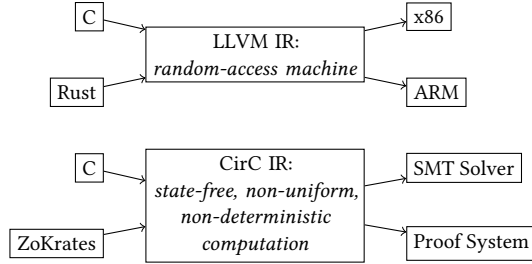 C
x86
LLVM IR:
random-access machine
Rust
ARM
C
SMT Solver
CirC IR:
state-free, non-uniform,
non-deterministic
computation
ZoKrates
Proof System